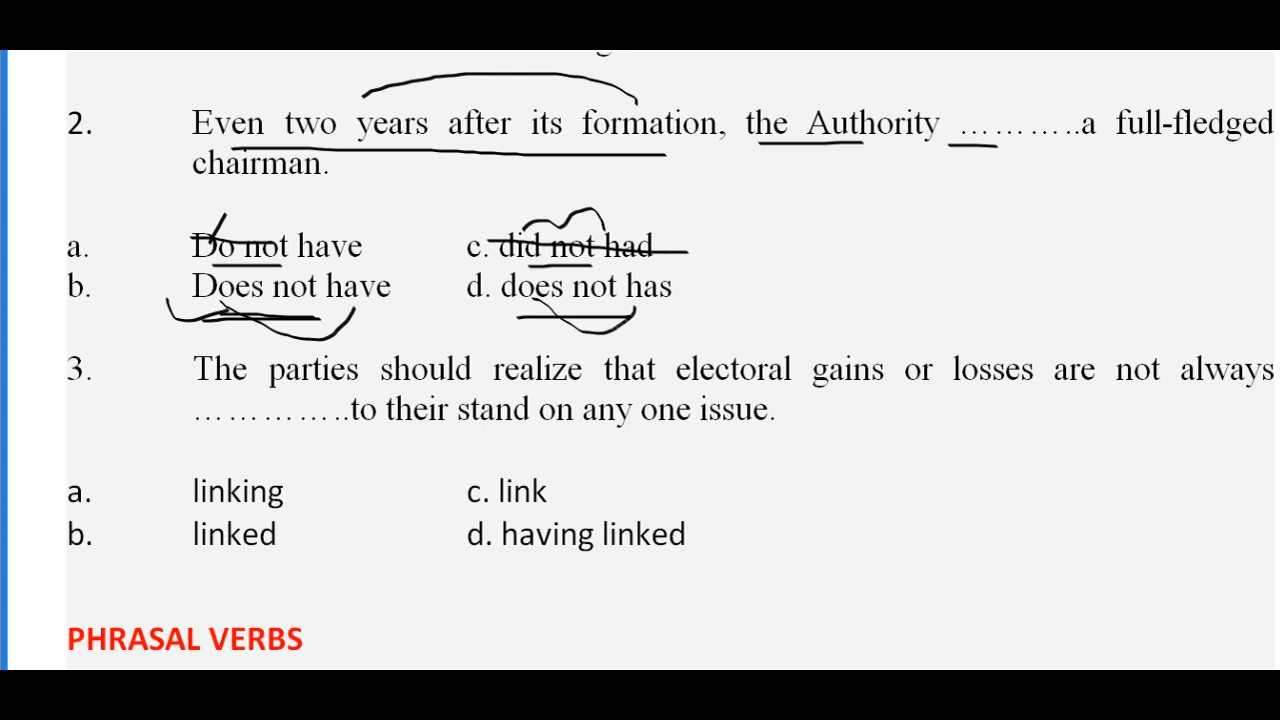 2. Even two years after its formation, the Authority ………..a full-fledged
chairman.
a. Do not have c. did not had
b. Does not have d. does not has
3. The parties should realize that electoral gains or losses are not always
…………..to their stand on any one issue.
a. linking c. link
b. linked d. having linked
PHRASAL VERBS